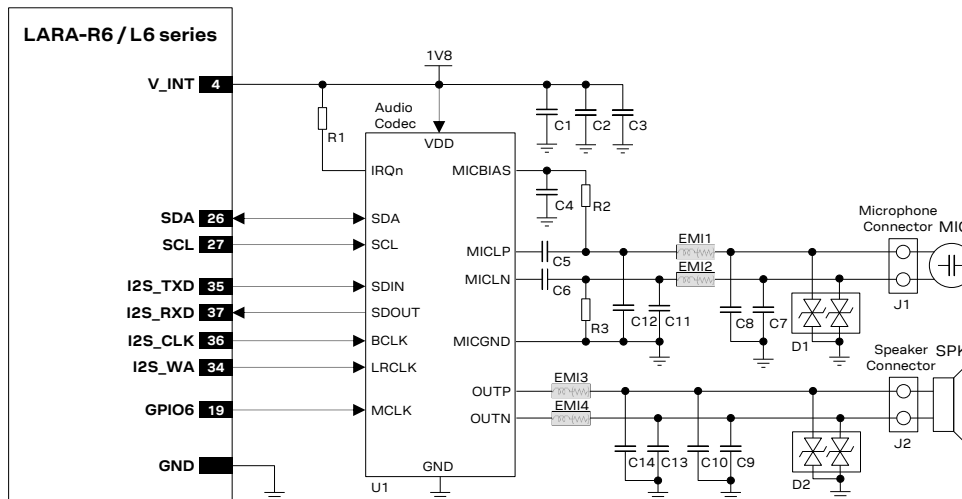 LARA-R6 / L6 series
1V8
V_INT 4
Audio
Codec
R1
C1 C2 C3
VDD
IRQn MICBIAS
C4 R2
Microphone
Connector MIC
SDA 26 SDA
SCL 27 SCL
MICLP C5 EMI1
MICLN C6 EMI2
J1
I2S_TXD 35 SDIN
I2S_RXD 37 SDOUT
R3 C12 C11 C8 C7
D1
I2S_CLK 36 BCLK MICGND
I2S_WA 34 LRCLK
Speaker
Connector SPK
OUTP EMI3
GPIO6 19 MCLK
OUTN EMI4
J2
C14 C13 C10 C9
D2
GND GND
U1